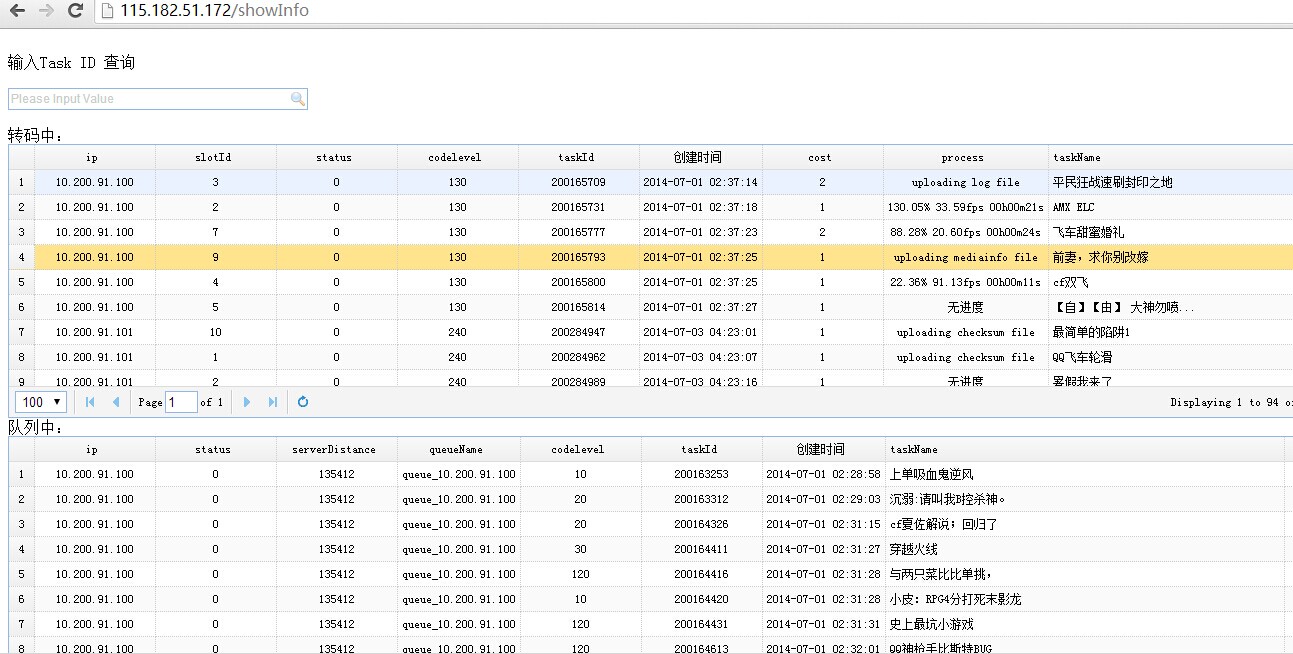 115.182.51.172/showInfo
输入Task ID 查询
Please Input Value
转码中:
ip slotId status codelevel taskId 创建时间 cost process taskName
1 10.200.91.100 3 0 130 200165709 2014-07-01 02:37:14 2 uploading log file 平民狂战速刷封印之地
2 10.200.91.100 2 0 130 200165731 2014-07-01 02:37:18 1 130.05% 33.59fps 00h00m21s AMX ELC
3 10.200.91.100 7 0 130 200165777 2014-07-01 02:37:23 2 88.28% 20.60fps 00h00m24s 飞车甜蜜婚礼
4 10.200.91.100 9 0 130 200165793 2014-07-01 02:37:25 1 uploading mediainfo file 前妻，求你别改嫁
5 10.200.91.100 4 0 130 200165800 2014-07-01 02:37:25 1 22.36% 91.13fps 00h00m11s cf双飞
6 10.200.91.100 5 0 130 200165814 2014-07-01 02:37:27 1 无进度 【自】【由】 大神勿喷...
7 10.200.91.101 10 0 240 200284947 2014-07-03 04:23:01 1 uploading checksum file 最简单的陷阱1
8 10.200.91.101 1 0 240 200284962 2014-07-03 04:23:07 1 uploading checksum file QQ飞车轮滑
9 10.200.91.101 2 0 240 200284989 2014-07-03 04:23:16 1 无进度 暑假我来了
100 Page 1 of 1 Displaying 1 to 94 o
队列中:
ip status serverDistance queueName codelevel taskId 创建时间 taskName
1 10.200.91.100 0 135412 queue_10.200.91.100 10 200163253 2014-07-01 02:28:58 上单吸血鬼逆风
2 10.200.91.100 0 135412 queue_10.200.91.100 20 200163312 2014-07-01 02:29:03 沉溺:请叫我B控杀神。
3 10.200.91.100 0 135412 queue_10.200.91.100 20 200164326 2014-07-01 02:31:15 cf夏佐解说；回归了
4 10.200.91.100 0 135412 queue_10.200.91.100 30 200164411 2014-07-01 02:31:27 穿越火线
5 10.200.91.100 0 135412 queue_10.200.91.100 120 200164416 2014-07-01 02:31:28 与两只菜比比单挑，
6 10.200.91.100 0 135412 queue_10.200.91.100 10 200164420 2014-07-01 02:31:28 小皮：RPG4分打死末影龙
7 10.200.91.100 0 135412 queue_10.200.91.100 120 200164431 2014-07-01 02:31:31 史上最坑小游戏
8 10.200.91.100 0 135412 queue_10.200.91.100 120 200164613 2014-07-01 02:32:01 QQ神枪手比斯特BUG